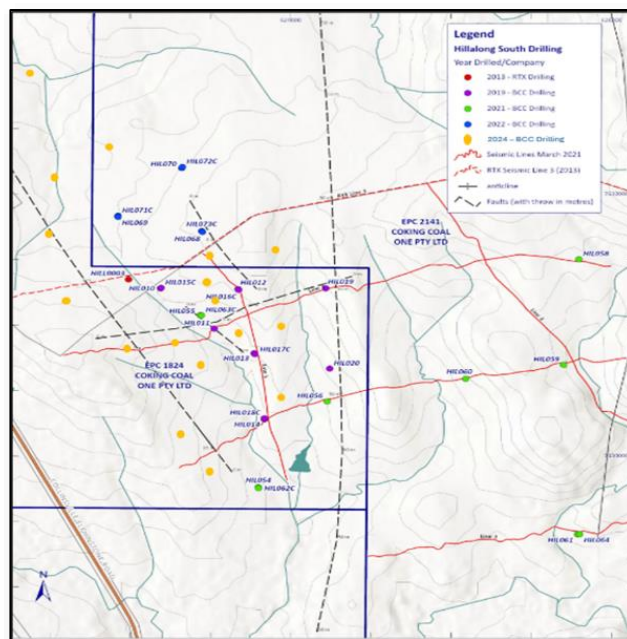 Legend
Hillalong South Drilling
Year Drilled/Company
2013 - RTX Drilling
2019 - BCC Drilling
2021 - BCC Drilling
2022 - BCC Drilling
2024 - BCC Drilling
Seismic Lines March 2021
RTX Seismic Line 5 (2013)
anticline
Faults (with throw in metres)
HIL070
HIL072C
HIL071C
HIL069
HIL073C
HIL068
EPC 2141
COKING COAL
ONE PTY LTD
HIL058
HIL015C
HIL010
HIL012
HIL019
HIL016C
HIL055
HIL063C
HIL011
HIL013
HIL017C
EPC 1824
COKING COAL
ONE PTY LTD
HIL020
HIL059
HIL060
HIL056
HIL018C
HIL014
HIL054
HIL062C
HIL061
HIL064
N